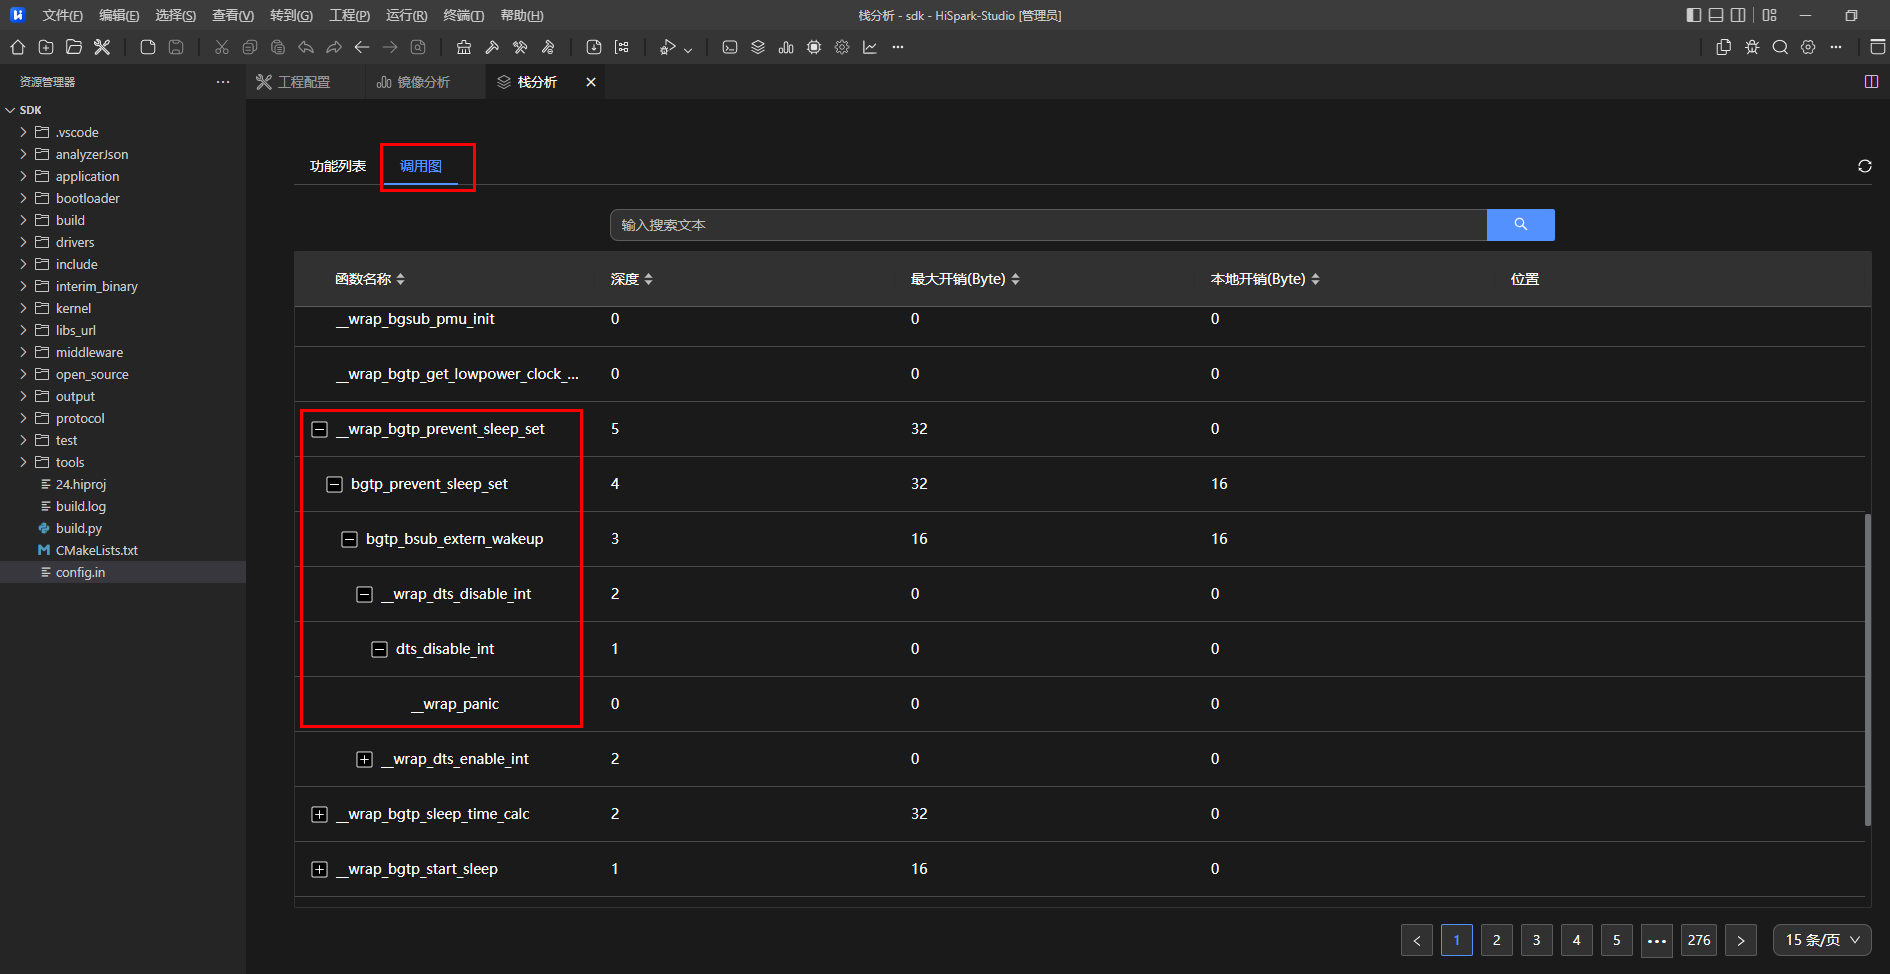 文件(F) 编辑(E) 选择(S) 查看(V) 转到(G) 工程(P) 运行(R) 终端(T) 帮助(H) 栈分析 - sdk - HiSpark-Studio [管理员]
资源管理器
工程配置 镜像分析 栈分析
SDK
.vscode
analyzerJson
application
bootloader
build
drivers
include
interim_binary
kernel
libs_url
middleware
open_source
output
protocol
test
tools
24.hiproj
build.log
build.py
CMakeLists.txt
config.in
功能列表 调用图
输入搜索文本
函数名称 深度 最大开销(Byte) 本地开销(Byte) 位置
__wrap_bgsub_pmu_init 0 0 0
__wrap_bgtp_get_lowpower_clock_... 0 0 0
__wrap_bgtp_prevent_sleep_set 5 32 0
bgtp_prevent_sleep_set 4 32 16
bgtp_bsub_extern_wakeup 3 16 16
__wrap_dts_disable_int 2 0 0
dts_disable_int 1 0 0
__wrap_panic 0 0 0
__wrap_dts_enable_int 2 0 0
__wrap_bgtp_sleep_time_calc 2 32 0
__wrap_bgtp_start_sleep 1 16 0
< 1 2 3 4 5 ••• 276 > 15 条/页